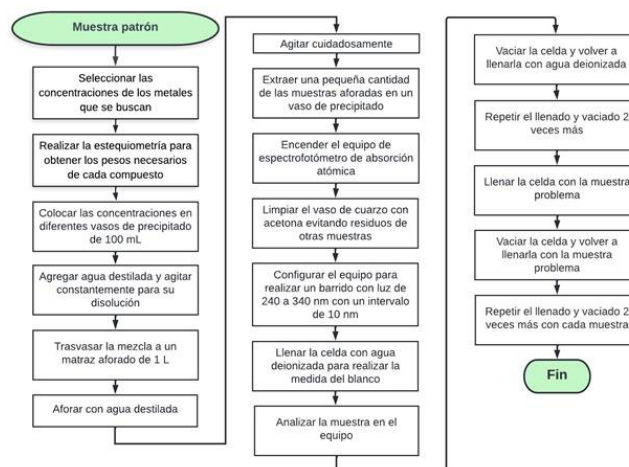 Muestra patrón
Seleccionar las
concentraciones de los metales
que se buscan
Realizar la estequiometría para
obtener los pesos necesarios
de cada compuesto
Colocar las concentraciones en
diferentes vasos de precipitado
de 100 mL
Agregar agua destilada y agitar
constantemente para su
disolución
Trasvasar la mezcla a un
matraz aforado de 1 L
Aforar con agua destilada
Agitar cuidadosamente
Extraer una pequeña cantidad
de las muestras aforadas en un
vaso de precipitado
Encender el equipo de
espectrofotómetro de absorción
atómica
Limpiar el vaso de cuarzo con
acetona evitando residuos de
otras muestras
Configurar el equipo para
realizar un barrido con luz de
240 a 340 nm con un intervalo
de 10 nm
Llenar la celda con agua
deionizada para realizar la
medida del blanco
Analizar la muestra en el
equipo
Vaciar la celda y volver a
llenarla con agua deionizada
Repetir el llenado y vaciado 2
veces más
Llenar la celda con la muestra
problema
Vaciar la celda y volver a
llenarla con la muestra
problema
Repetir el llenado y vaciado 2
veces más con cada muestra
Fin